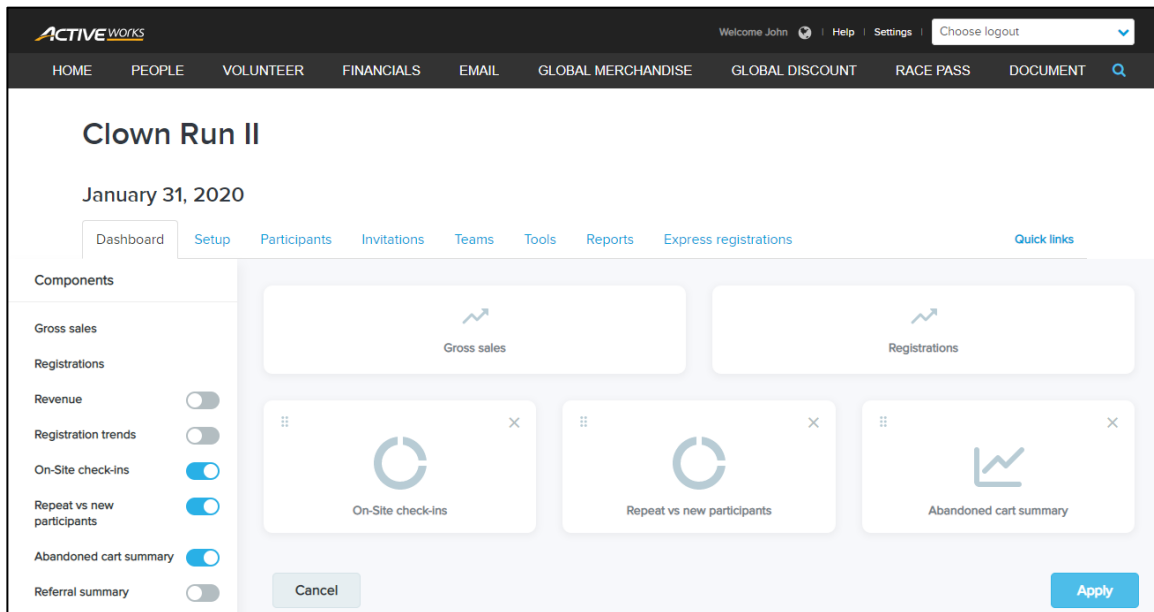 ACTIVE WORKS
Welcome John | Help | Settings | Choose logout
HOME PEOPLE VOLUNTEER FINANCIALS EMAIL GLOBAL MERCHANDISE GLOBAL DISCOUNT RACE PASS DOCUMENT
Clown Run II
January 31, 2020
Dashboard Setup Participants Invitations Teams Tools Reports Express registrations Quick links
Components
Gross sales
Registrations
Revenue
Registration trends
On-Site check-ins
Repeat vs new
participants
Abandoned cart summary
Referral summary
Gross sales
Registrations
On-Site check-ins
Repeat vs new participants
Abandoned cart summary
Cancel
Apply